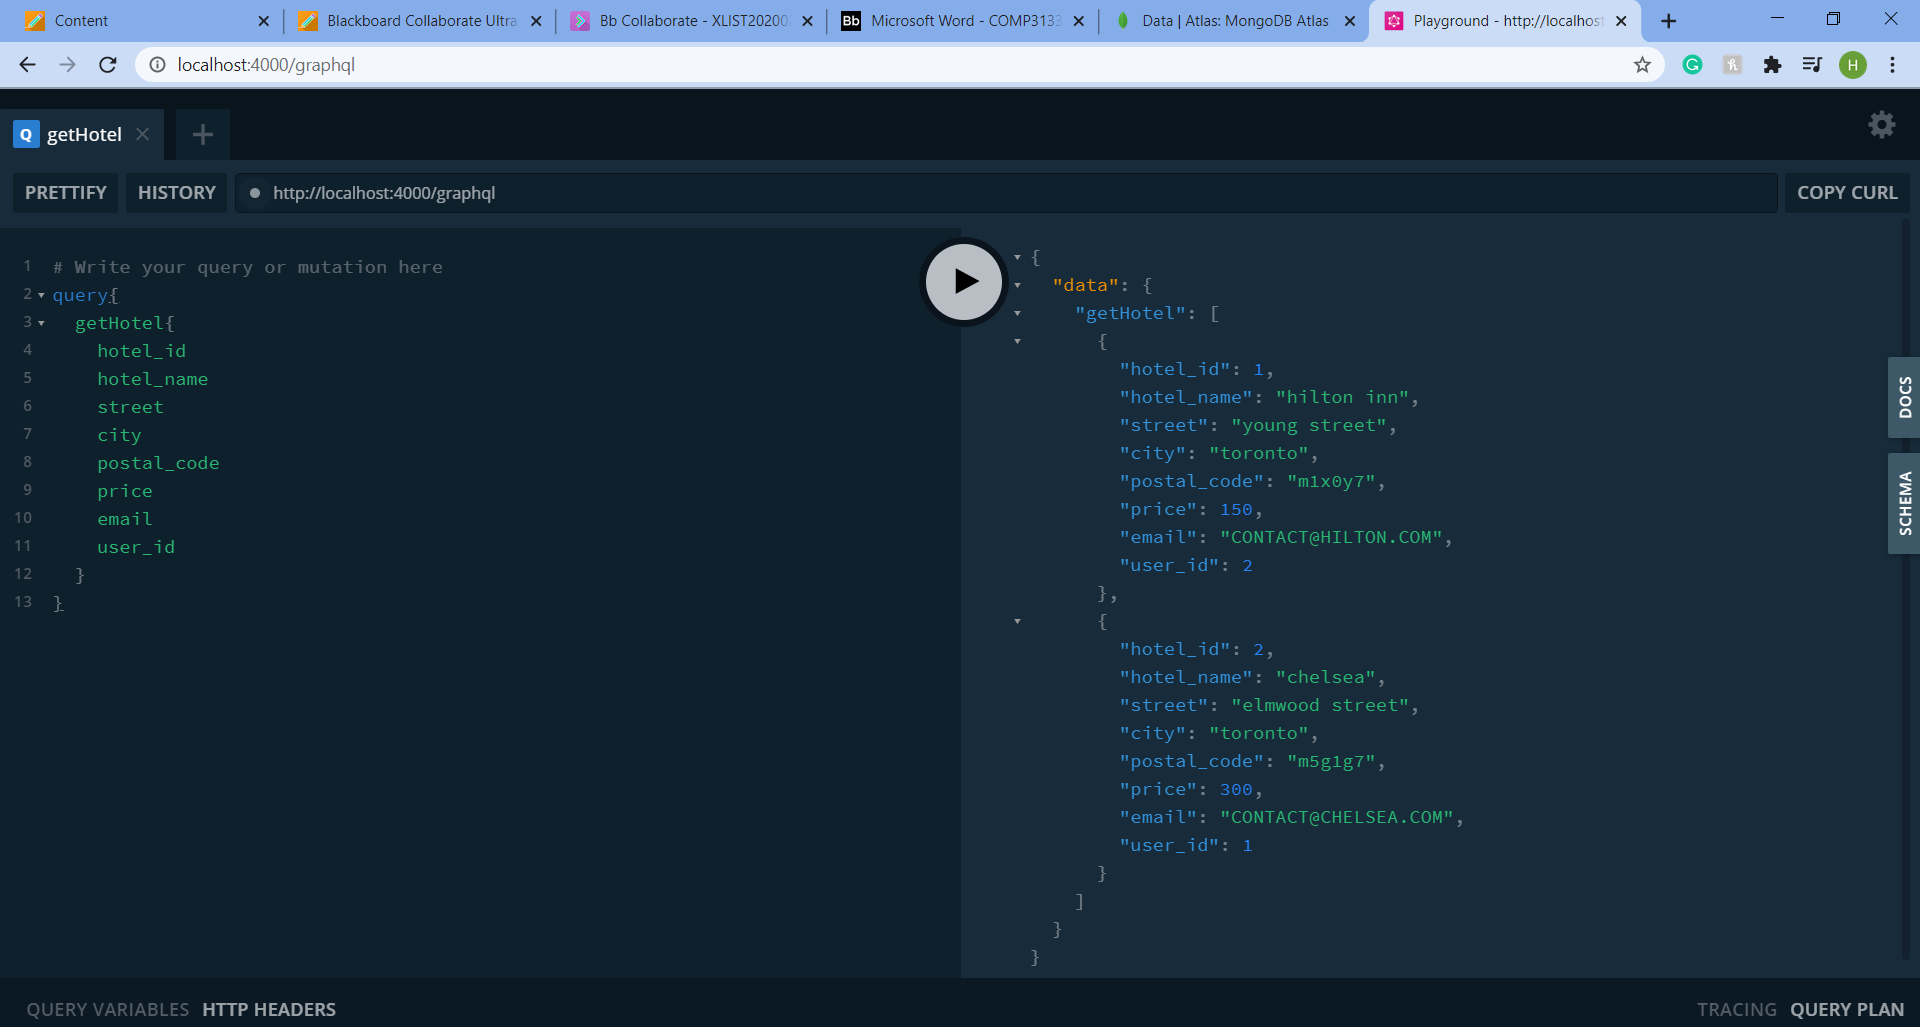 Content
Blackboard Collaborate Ultra
Bb Collaborate - XLIST20200
Bb Microsoft Word - COMP3133
Data | Atlas: MongoDB Atlas
Playground - http://localhost
localhost:4000/graphql
H
Q getHotel
PRETTIFY
HISTORY
http://localhost:4000/graphql
COPY CURL
1 # Write your query or mutation here
2 query{
3 getHotel{
4 hotel_id
5 hotel_name
6 street
7 city
8 postal_code
9 price
10 email
11 user_id
12 }
13 }
{
"data": {
"getHotel": [
{
"hotel_id": 1,
"hotel_name": "hilton inn",
"street": "young street",
"city": "toronto",
"postal_code": "m1x0y7",
"price": 150,
"email": "CONTACT@HILTON.COM",
"user_id": 2
},
{
"hotel_id": 2,
"hotel_name": "chelsea",
"street": "elmwood street",
"city": "toronto",
"postal_code": "m5g1g7",
"price": 300,
"email": "CONTACT@CHELSEA.COM",
"user_id": 1
}
]
}
}
DOCS
SCHEMA
QUERY VARIABLES HTTP HEADERS
TRACING QUERY PLAN